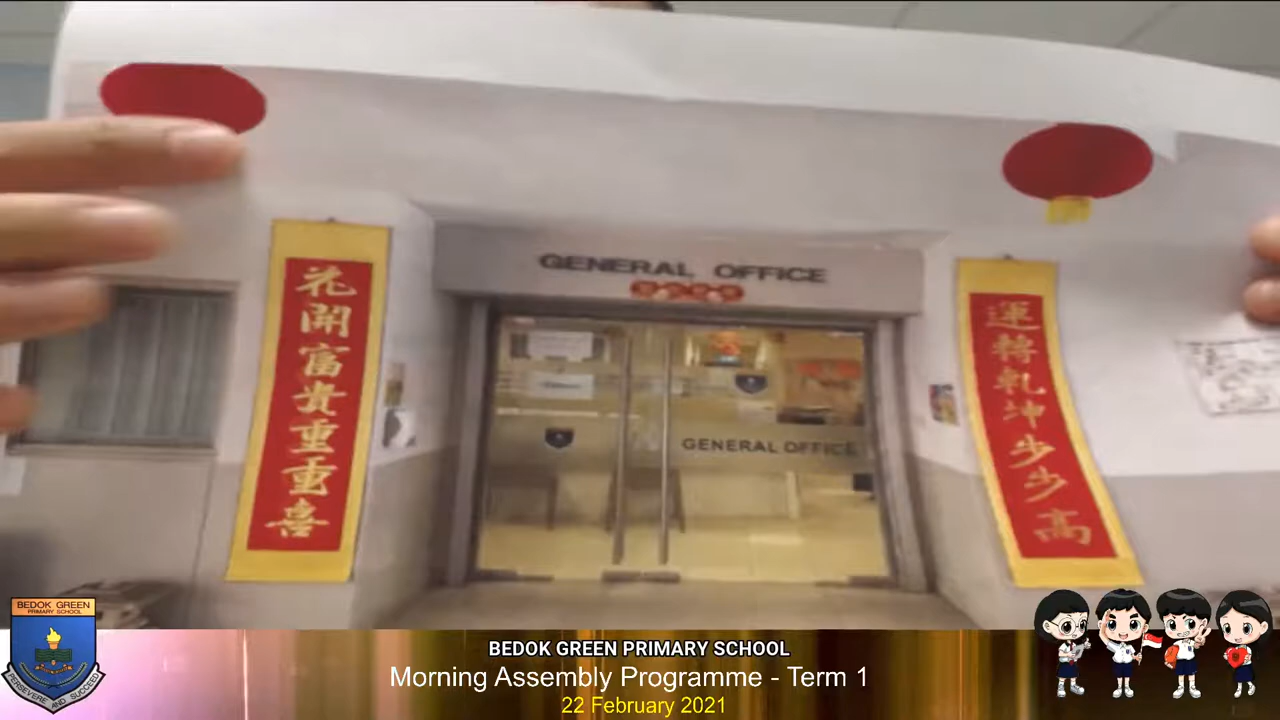 GENERAL OFFICE
花開富貴重重喜
運轉乾坤步步高
GENERAL OFFICE
BEDOK GREEN
PRIMARY SCHOOL
PERSEVERE AND SUCCEED
BEDOK GREEN PRIMARY SCHOOL
Morning Assembly Programme - Term 1
22 February 2021